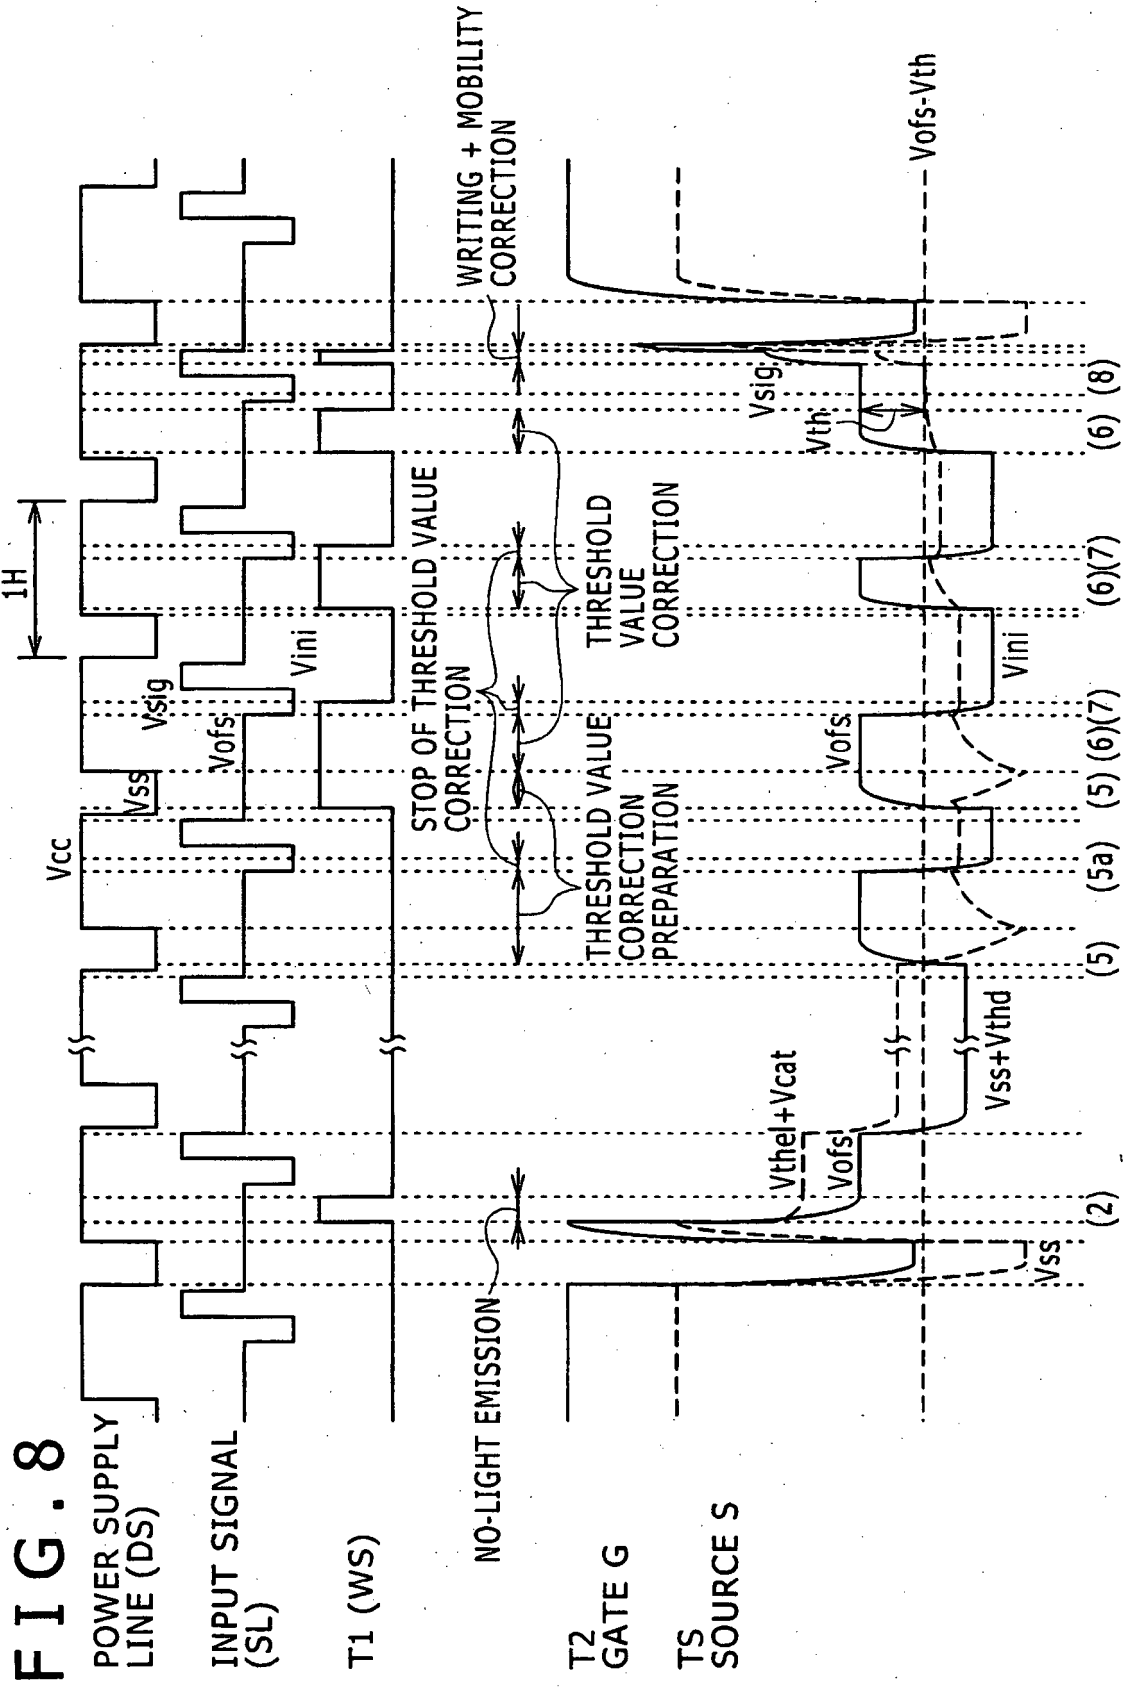 FIG. 8
POWER SUPPLY
LINE (DS)
Vcc
Vss
1H
INPUT SIGNAL
(SL)
Vsig
Vofs
Vini
T1 (WS)
NO-LIGHT EMISSION
STOP OF THRESHOLD VALUE
CORRECTION
WRITING + MOBILITY
CORRECTION
THRESHOLD VALUE
CORRECTION
PREPARATION
THRESHOLD
VALUE
CORRECTION
T2
GATE G
TS
SOURCE S
Vthel+Vcat
Vofs
Vss
Vss+Vthd
Vofs
Vini
Vsig
Vth
Vofs-Vth
(2)
(5)
(5a)
(5)
(6)(7)
(6)(7)
(6)
(8)